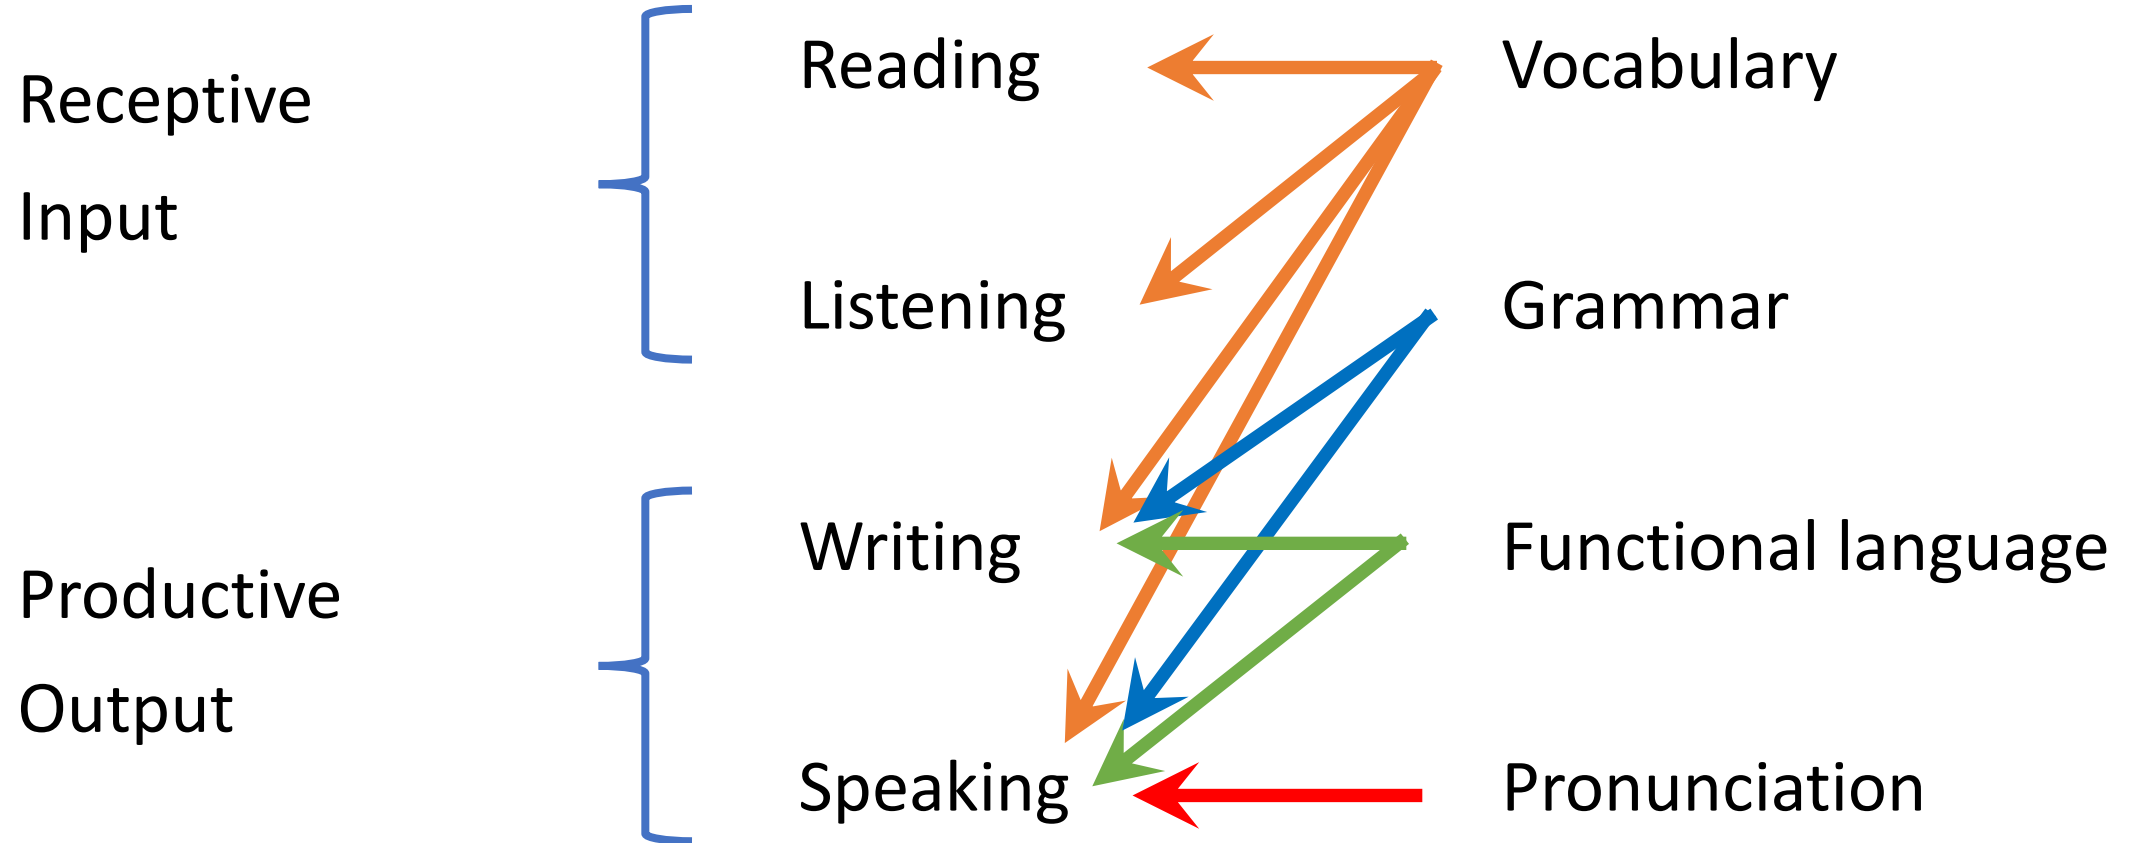 Receptive
Input
Productive
Output
Reading
Listening
Writing
Speaking
Vocabulary
Grammar
Functional language
Pronunciation